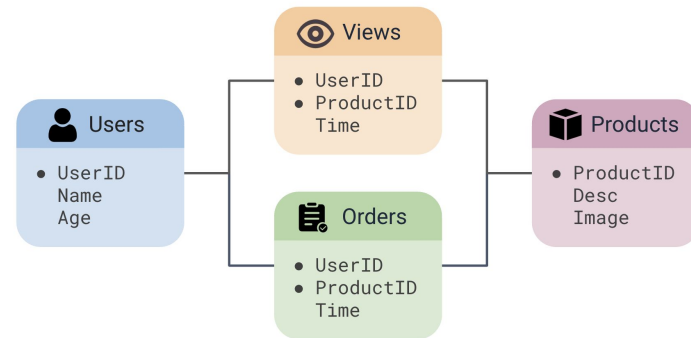 Users
• UserID
Name
Age
Views
• UserID
• ProductID
Time
Orders
• UserID
• ProductID
Time
Products
• ProductID
Desc
Image